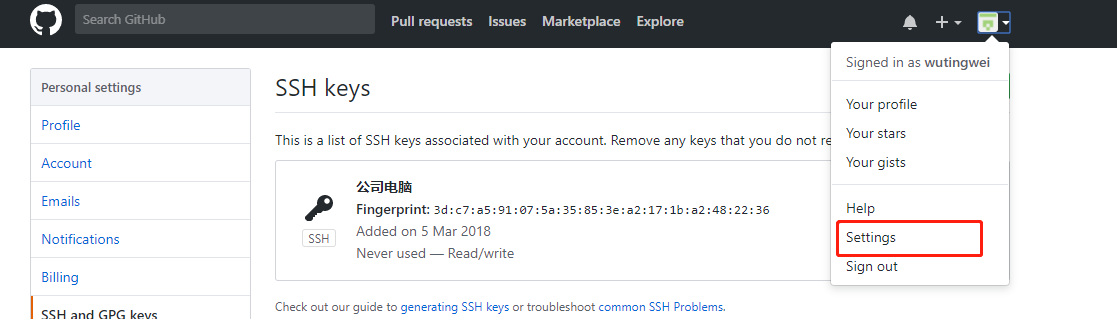 Search GitHub
Pull requests
Issues
Marketplace
Explore
Signed in as wutingwei
Your profile
Your stars
Your gists
Help
Settings
Sign out
Personal settings
Profile
Account
Emails
Notifications
Billing
SSH and GPG keys
SSH keys
This is a list of SSH keys associated with your account. Remove any keys that you do not re
公司电脑
Fingerprint: 3d:c7:a5:91:07:5a:35:85:3e:a2:17:1b:a2:48:22:36
Added on 5 Mar 2018
Never used — Read/write
SSH
Check out our guide to generating SSH keys or troubleshoot common SSH Problems.